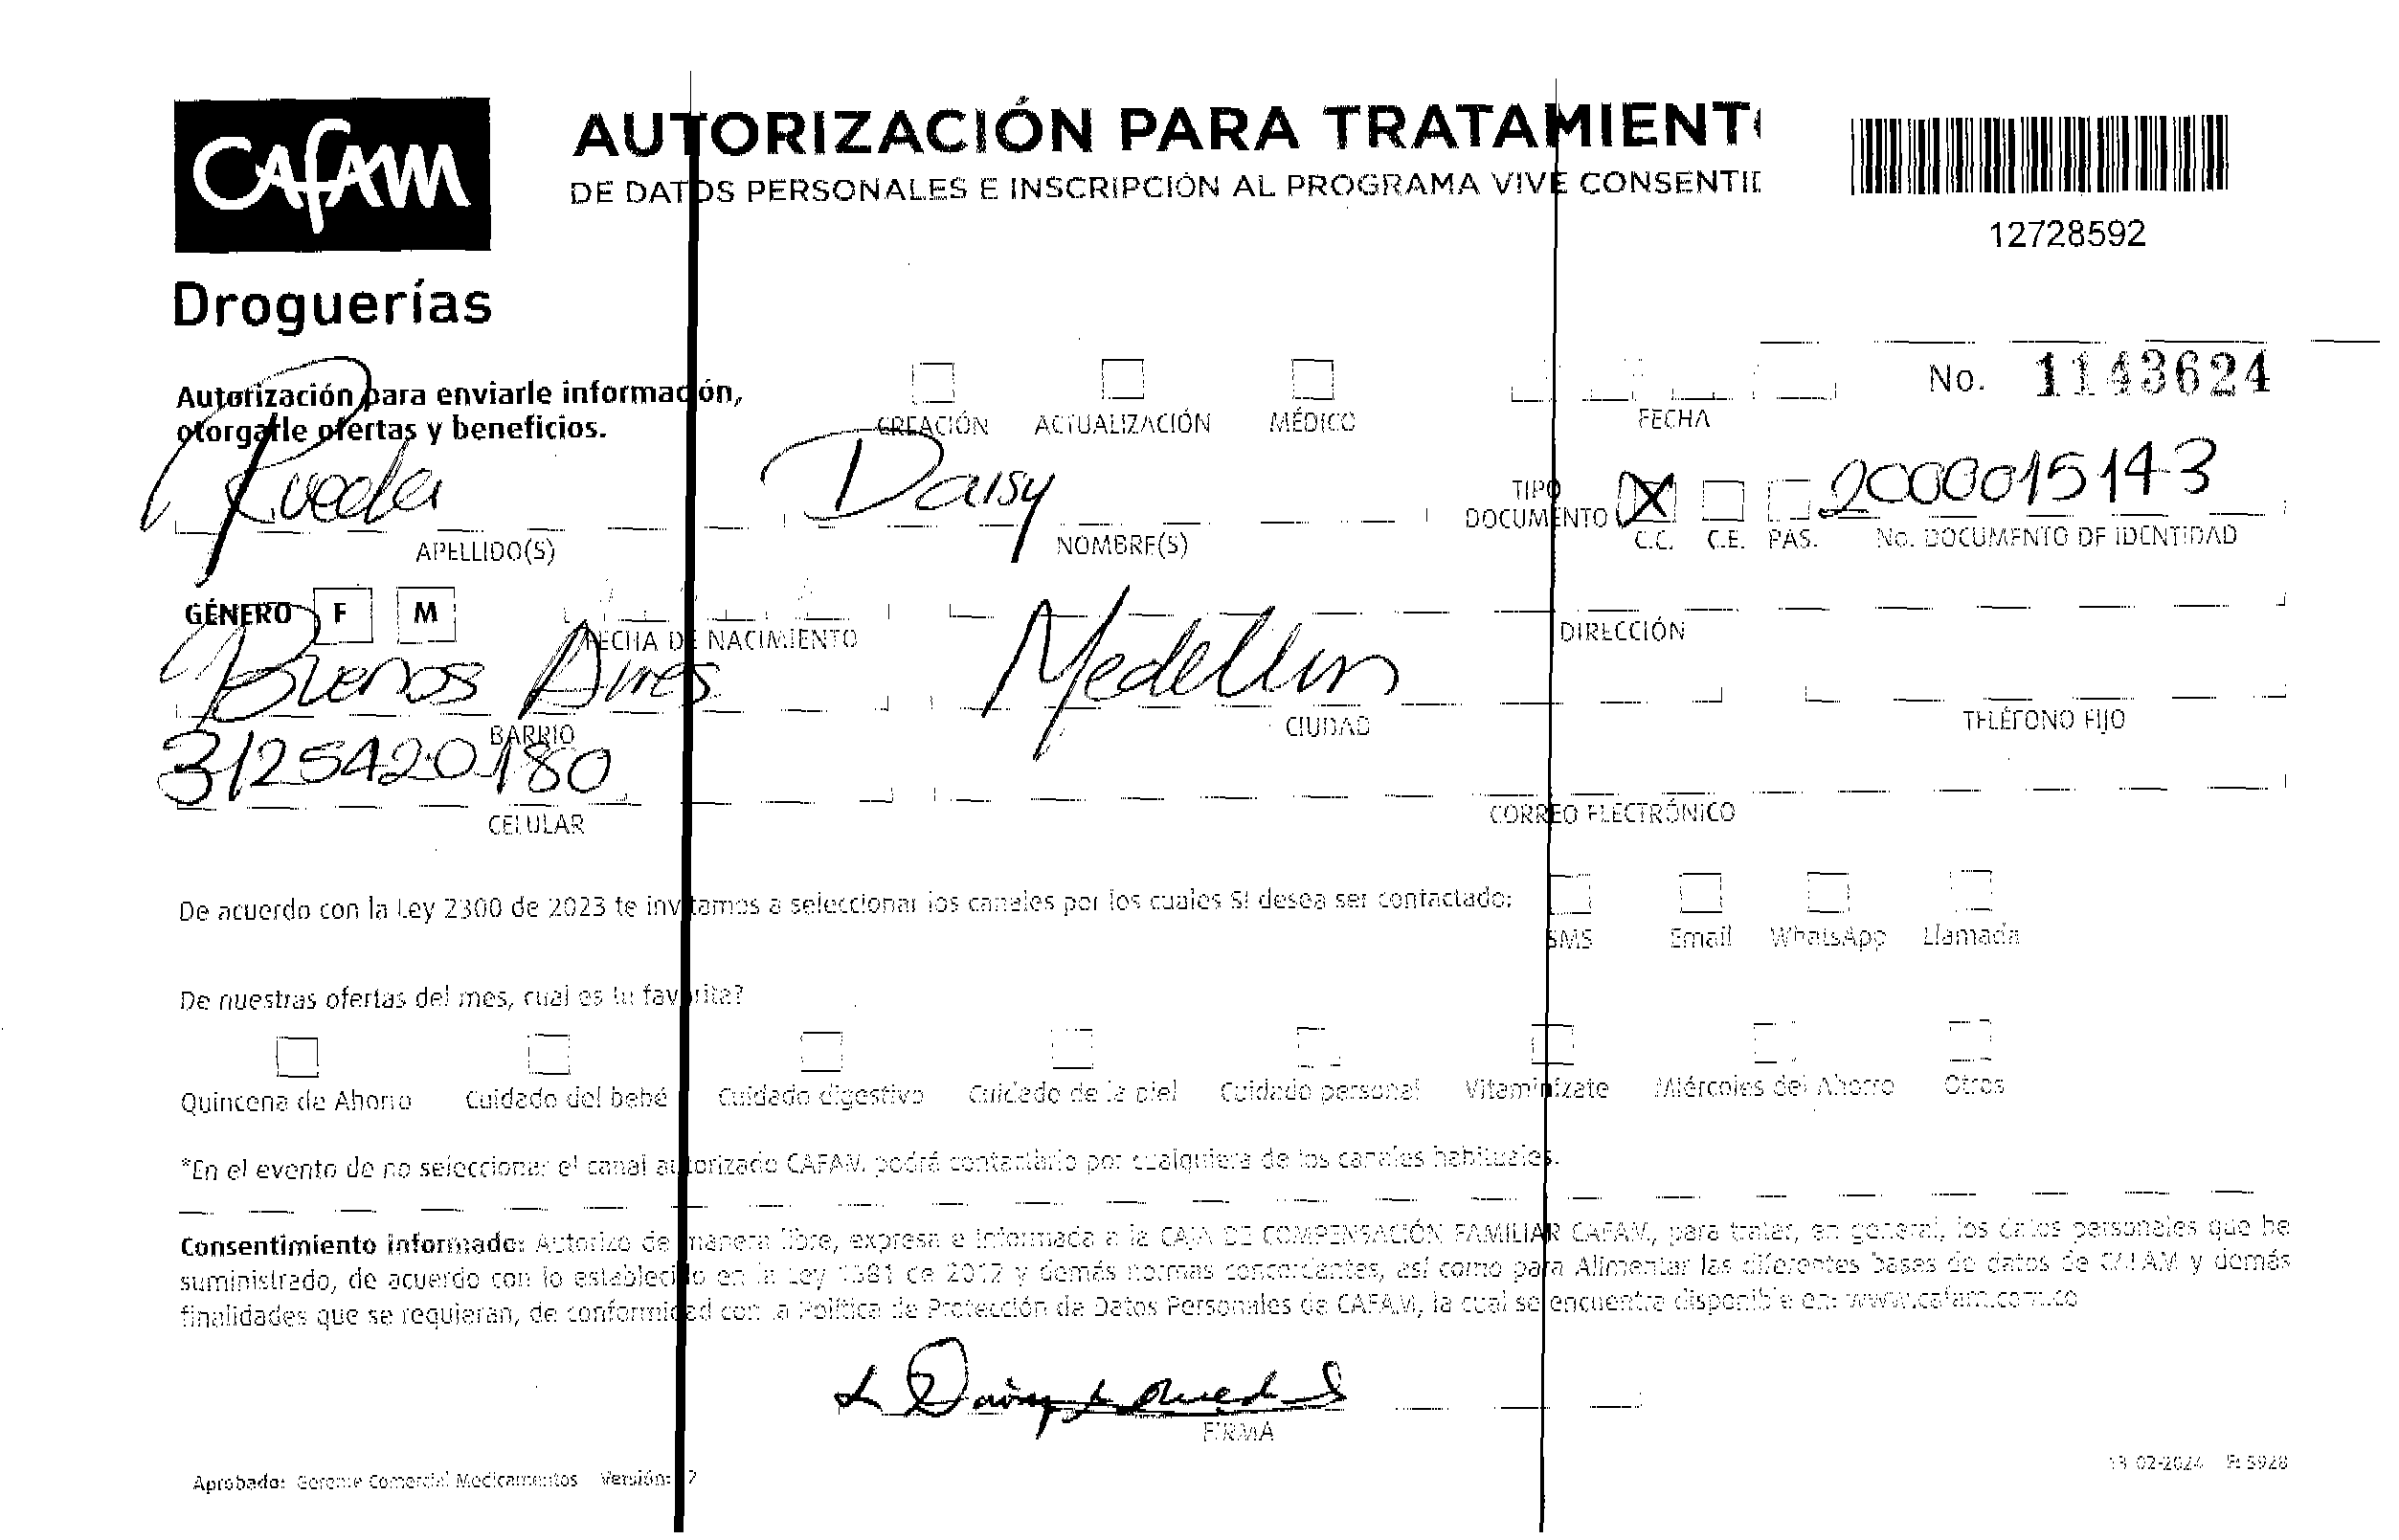 CAFAM
Droguerías
AUTORIZACIÓN PARA TRATAMIENT
DE DATOS PERSONALES E INSCRIPCIÓN AL PROGRAMA VIVE CONSENTI
12728592
Autorización para enviarle información,
otorgarle ofertas y beneficios.
CREACIÓN ACTUALIZACIÓN MÉDICO FECHA No. 1143624
Rueda Daisy TIPO DOCUMENTO X 2000015143
APELLIDO(S) NOMBRE(S) C.C. C.E. PAS. No. DOCUMENTO DE IDENTIDAD
GÉNERO F M FECHA DE NACIMIENTO DIRECCIÓN
Buenos Aires Medellin
BARRIO CIUDAD TELÉFONO FIJO
3125420180
CELULAR CORREO ELECTRÓNICO
De acuerdo con la Ley 2300 de 2023 te invitamos a seleccionar los canales por los cuales SI desea ser contactado:
SMS Email WhatsApp Llamada
De nuestras ofertas del mes, cual es tu favorita?
Quincena de Ahorro Cuidado del bebé Cuidado digestivo Cuidado de la piel Cuidado personal Vitaminízate Miércoles del Ahorro Otros
*En el evento de no seleccionar el canal autorizado CAFAM, podrá contactarlo por cualquiera de los canales habituales.
Consentimiento informado: Autorizo de manera libre, expresa e informada a la CAJA DE COMPENSACIÓN FAMILIAR CAFAM, para tratar, en general, los datos personales que he
suministrado, de acuerdo con lo establecido en la Ley 1581 de 2012 y demás normas concordantes, así como para Alimentar las diferentes bases de datos de CAFAM y demás
finalidades que se requieran, de conformidad con la Política de Protección de Datos Personales de CAFAM, la cual se encuentra disponible en: www.cafam.com.co
Daisy Rueda
FIRMA
Aprobado: Gerente Comercial Medicamentos Versión: 2
13-02-2024 F: 5928